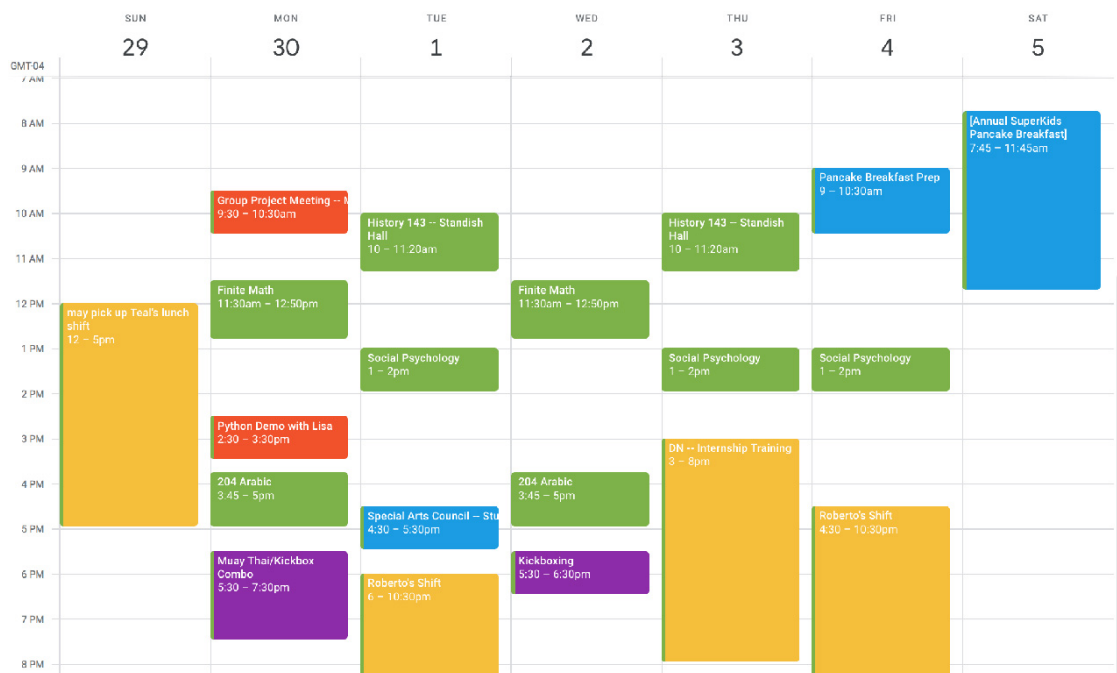 SUN
MON
TUE
WED
THU
FRI
SAT
29
30
1
2
3
4
5
GMT-04
7 AM
8 AM
9 AM
10 AM
11 AM
12 PM
1 PM
2 PM
3 PM
4 PM
5 PM
6 PM
7 PM
8 PM
may pick up Teal's lunch
shift
12 – 5pm
Group Project Meeting -- M
9:30 – 10:30am
Finite Math
11:30am – 12:50pm
Python Demo with Lisa
2:30 – 3:30pm
204 Arabic
3:45 – 5pm
Muay Thai/Kickbox
Combo
5:30 – 7:30pm
History 143 -- Standish
Hall
10 – 11:20am
Social Psychology
1 – 2pm
Special Arts Council -- Stu
4:30 – 5:30pm
Roberto's Shift
6 – 10:30pm
Finite Math
11:30am – 12:50pm
204 Arabic
3:45 – 5pm
Kickboxing
5:30 – 6:30pm
History 143 -- Standish
Hall
10 – 11:20am
Social Psychology
1 – 2pm
DN -- Internship Training
3 – 8pm
Pancake Breakfast Prep
9 – 10:30am
Social Psychology
1 – 2pm
Roberto's Shift
4:30 – 10:30pm
[Annual SuperKids
Pancake Breakfast]
7:45 – 11:45am